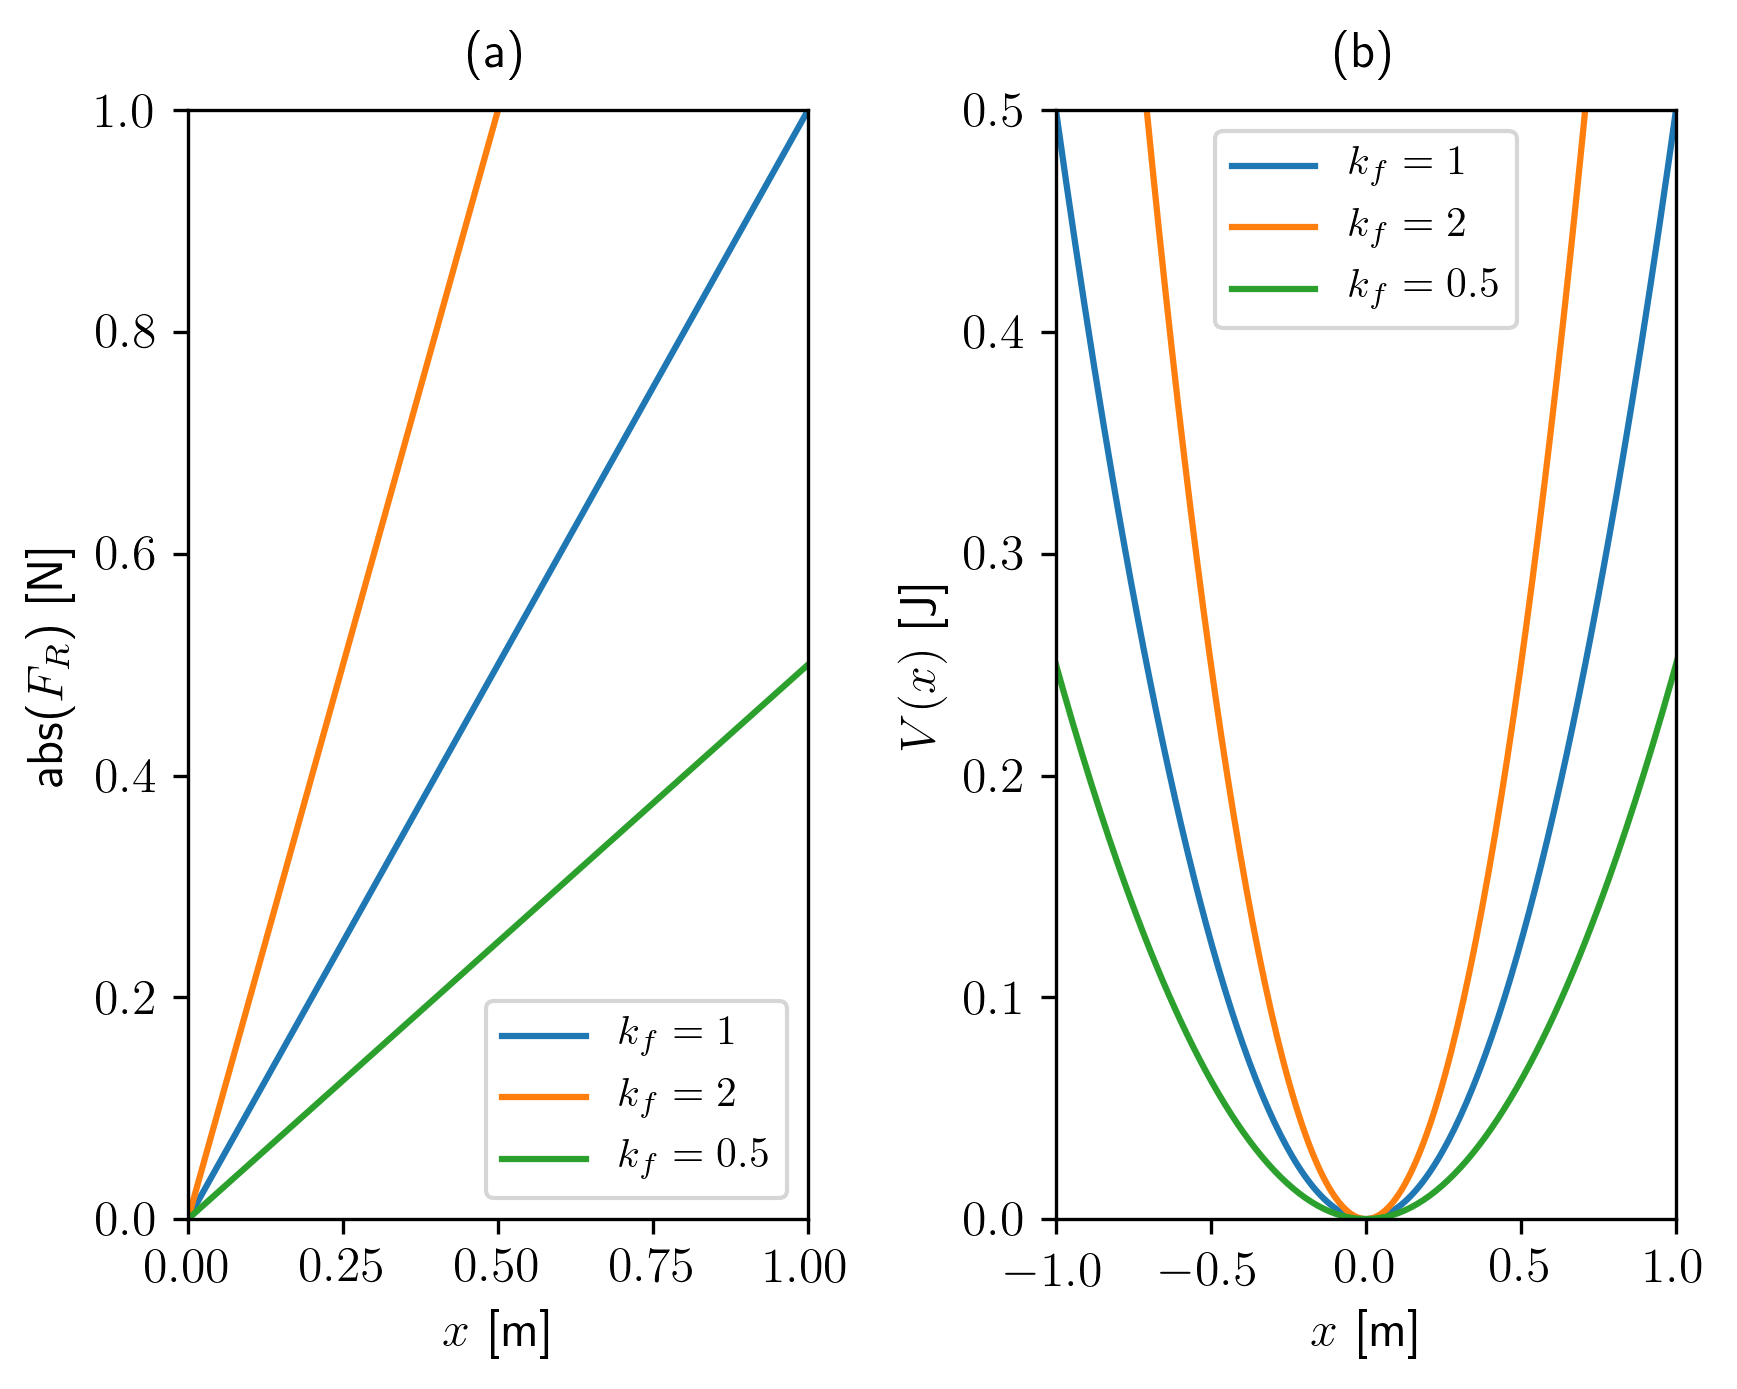 (a)
1.0
0.8
0.6
0.4
0.2
0.0
abs(F_R) [N]
k_f = 1
k_f = 2
k_f = 0.5
0.00 0.25 0.50 0.75 1.00
x [m]
(b)
0.5
0.4
0.3
0.2
0.1
0.0
V(x) [J]
k_f = 1
k_f = 2
k_f = 0.5
−1.0 −0.5 0.0 0.5 1.0
x [m]